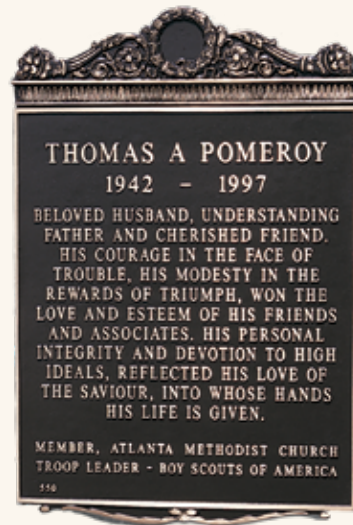 THOMAS A POMEROY
1942 - 1997
BELOVED HUSBAND, UNDERSTANDING
FATHER AND CHERISHED FRIEND.
HIS COURAGE IN THE FACE OF
TROUBLE, HIS MODESTY IN THE
REWARDS OF TRIUMPH, WON THE
LOVE AND ESTEEM OF HIS FRIENDS
AND ASSOCIATES. HIS PERSONAL
INTEGRITY AND DEVOTION TO HIGH
IDEALS, REFLECTED HIS LOVE OF
THE SAVIOUR, INTO WHOSE HANDS
HIS LIFE IS GIVEN.
MEMBER, ATLANTA METHODIST CHURCH
TROOP LEADER - BOY SCOUTS OF AMERICA
550